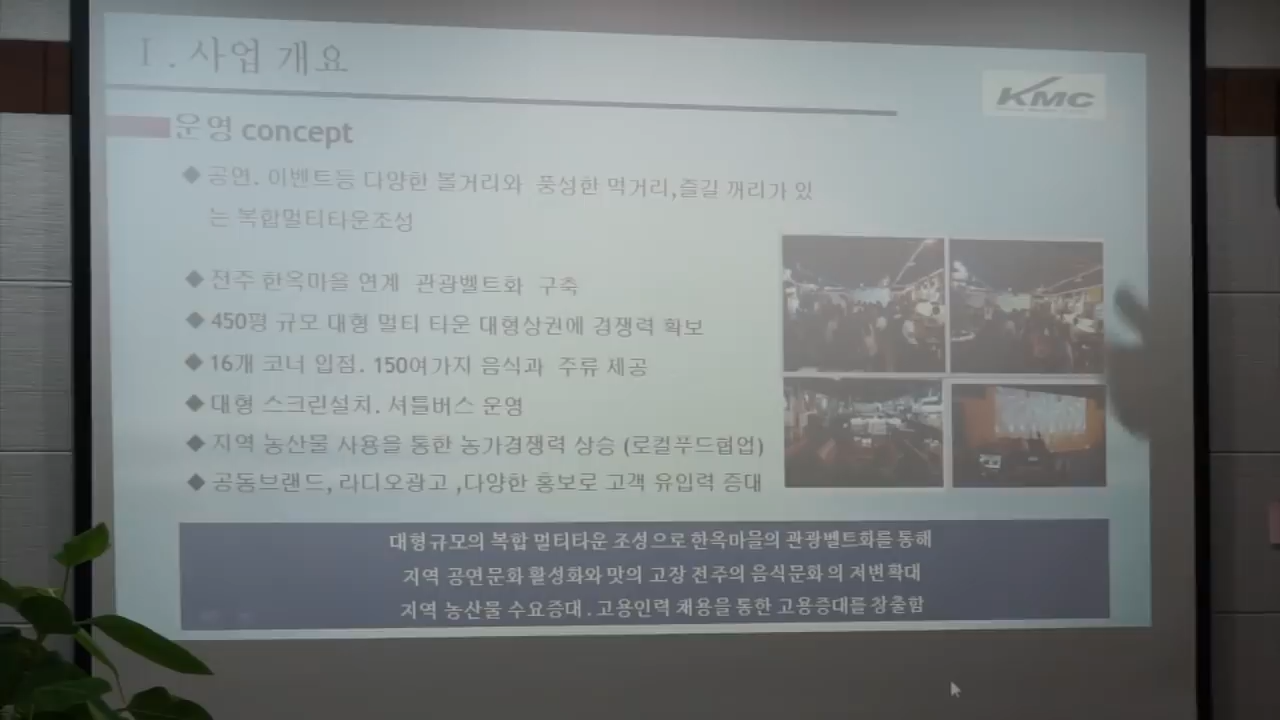 I. 사업 개요
KMC
운영 concept
◆ 공연. 이벤트등 다양한 볼거리와 풍성한 먹거리,즐길 꺼리가 있
는 복합멀티타운조성
◆ 전주 한옥마을 연계 관광벨트화 구축
◆ 450평 규모 대형 멀티 타운 대형상권에 경쟁력 확보
◆ 16개 코너 입점. 150여가지 음식과 주류 제공
◆ 대형 스크린설치. 셔틀버스 운영
◆ 지역 농산물 사용을 통한 농가경쟁력 상승 (로컬푸드협업)
◆ 공동브랜드, 라디오광고 ,다양한 홍보로 고객 유입력 증대
대형규모의 복합 멀티타운 조성으로 한옥마을의 관광벨트화를 통해
지역 공연문화 활성화와 맛의 고장 전주의 음식문화의 저변확대
지역 농산물 수요증대. 고용인력 채용을 통한 고용증대를 창출함